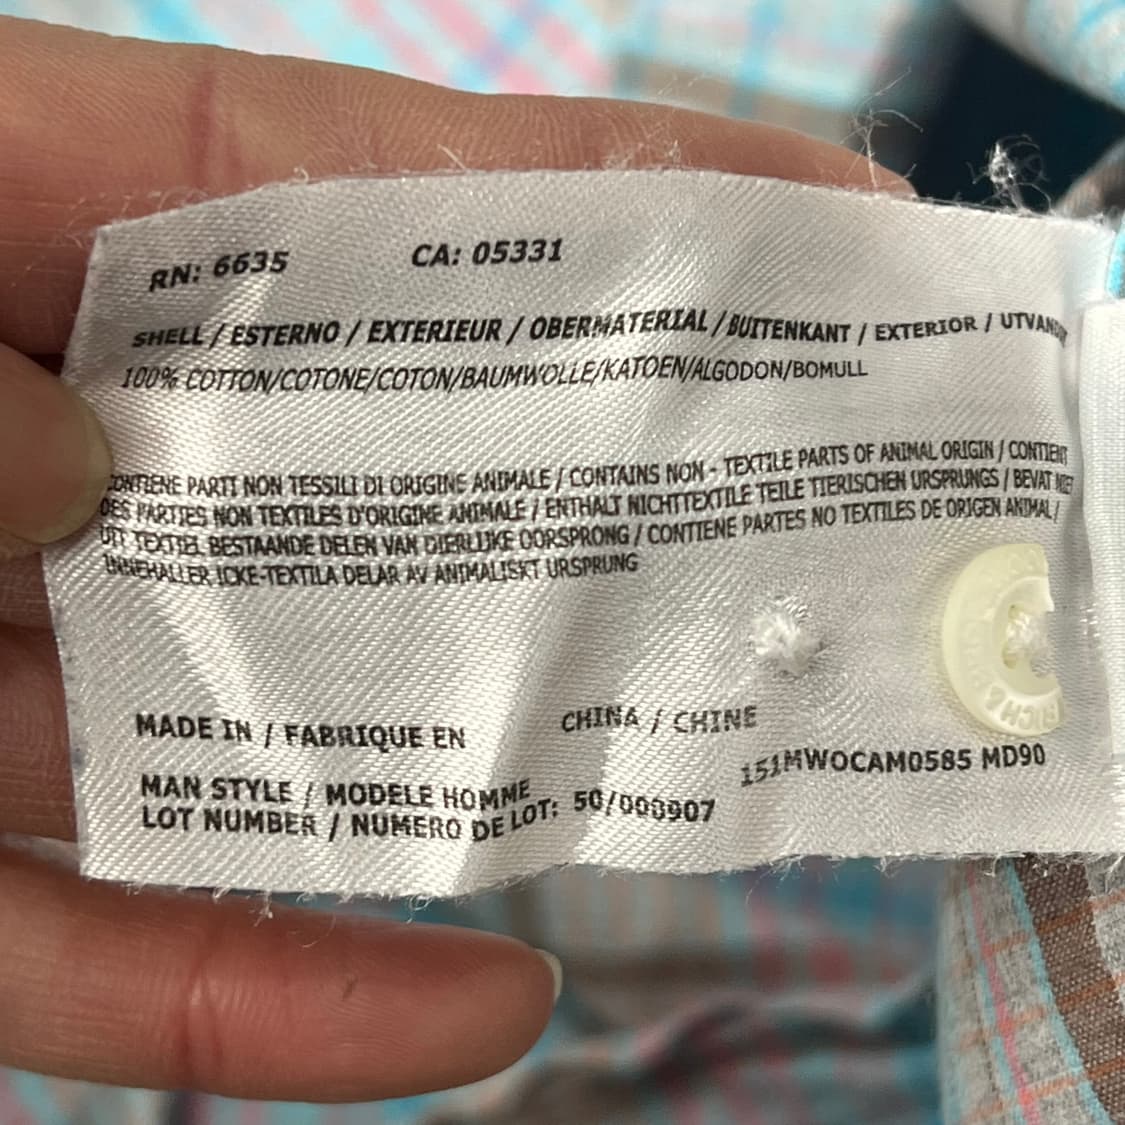 RN: 6635 CA: 05331
SHELL / ESTERNO / EXTERIEUR / OBERMATERIAL / BUITENKANT / EXTERIOR /
100% COTTON/COTONE/COTON/BAUMWOLLE/KATOEN/ALGODON/BOMULL
CONTIENE PARTI NON TESSILI DI ORIGINE ANIMALE / CONTAINS NON - TEXTILE PARTS OF ANIMAL ORIGIN / CONTIENT
DES PARTIES NON TEXTILES D'ORIGINE ANIMALE / ENTHALT NICHTTEXTILE TEILE TIERISCHEN URSPRUNGS / BEVAT NIET
UIT TEXTIEL BESTAANDE DELEN VAN DIERLIJKE OORSPRONG / CONTIENE PARTES NO TEXTILES DE ORIGEN ANIMAL /
INNEHALLER ICKE-TEXTILA DELAR AV ANIMALISKT URSPRUNG
MADE IN / FABRIQUE EN CHINA / CHINE
151MWOCAM0585 MD90
MAN STYLE / MODELE HOMME
LOT NUMBER / NUMERO DE LOT: 50/000907